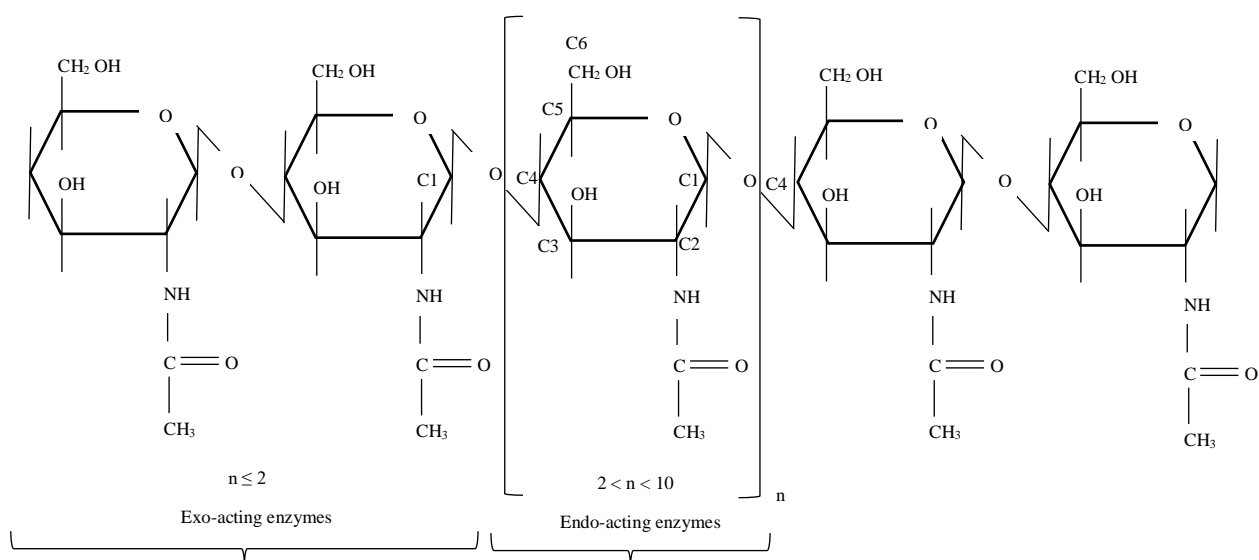 C6
CH2 OH
CH2 OH
CH2 OH
CH2 OH
CH2 OH
C5
O
O
O
O
O
O
O
O
O
C4
C1
C1
C4
OH
OH
OH
OH
OH
C3
C2
NH
NH
NH
NH
NH
C
O
C
O
C
O
C
O
C
O
CH3
CH3
CH3
CH3
CH3
n ≤ 2
2 < n < 10
n
Exo-acting enzymes
Endo-acting enzymes